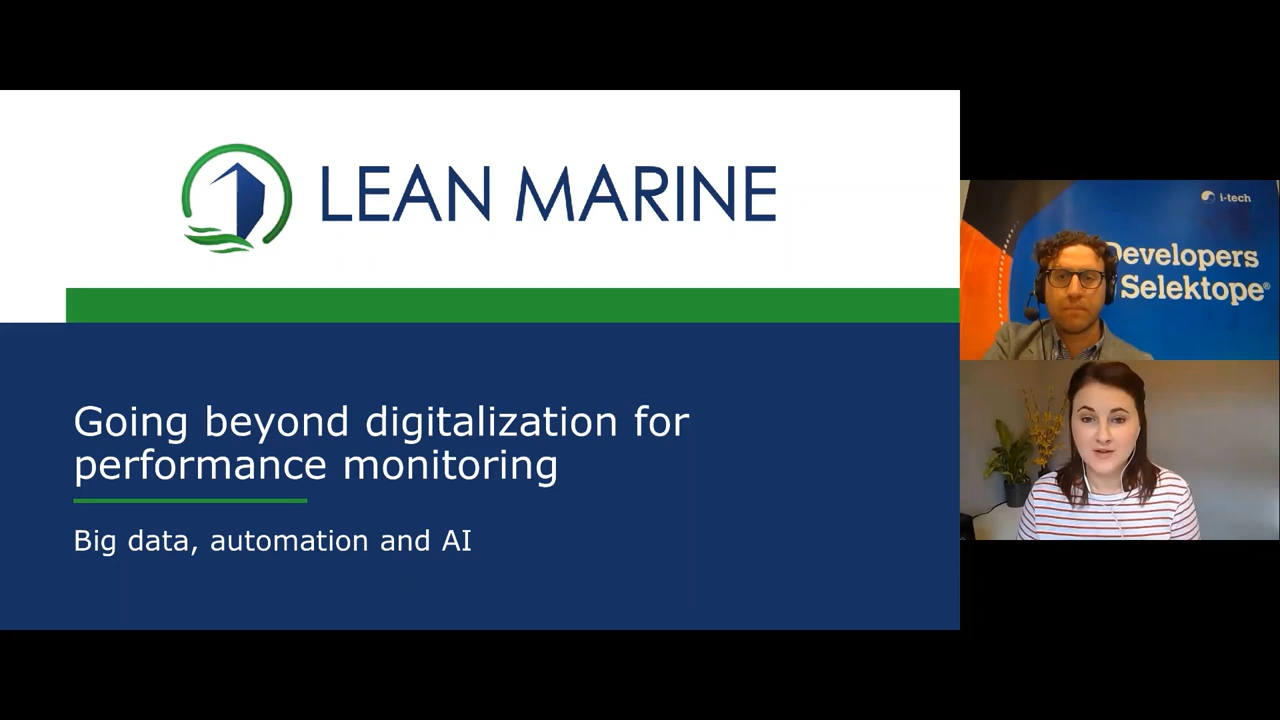 LEAN MARINE
Going beyond digitalization for
performance monitoring
Big data, automation and AI
i-tech
Developers
Selektope®